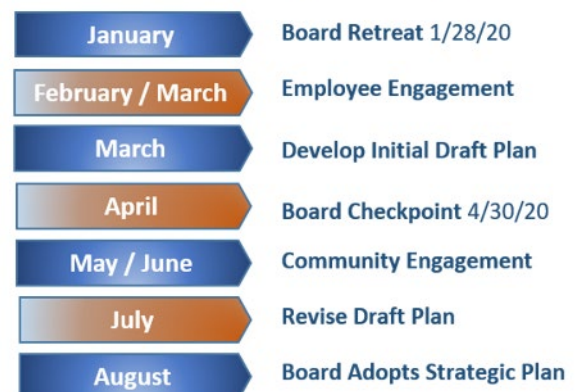 January
Board Retreat 1/28/20
February / March
Employee Engagement
March
Develop Initial Draft Plan
April
Board Checkpoint 4/30/20
May / June
Community Engagement
July
Revise Draft Plan
August
Board Adopts Strategic Plan